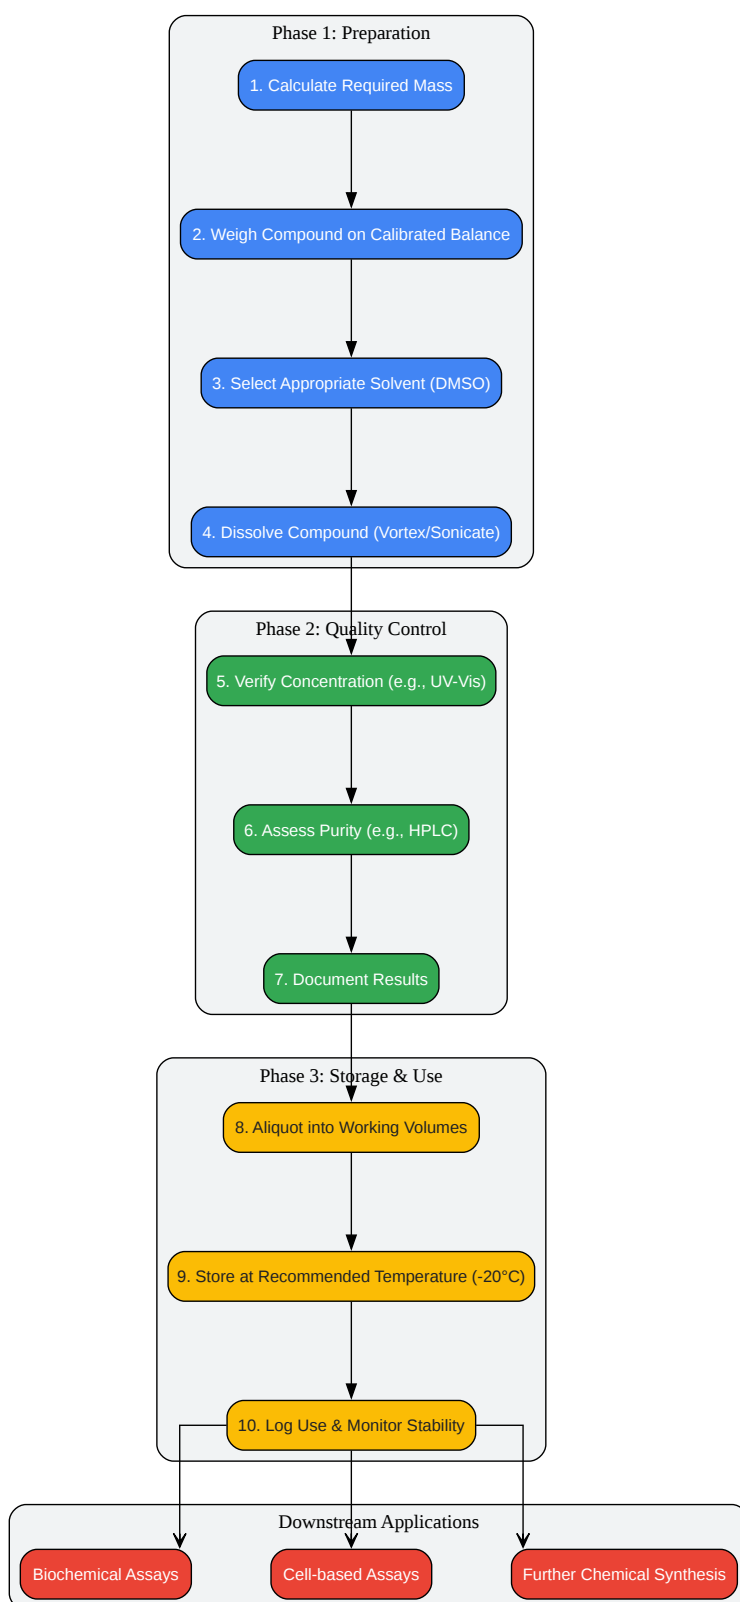 Phase 1: Preparation
1. Calculate Required Mass
2. Weigh Compound on Calibrated Balance
3. Select Appropriate Solvent (DMSO)
4. Dissolve Compound (Vortex/Sonicate)
Phase 2: Quality Control
5. Verify Concentration (e.g., UV-Vis)
6. Assess Purity (e.g., HPLC)
7. Document Results
Phase 3: Storage & Use
8. Aliquot into Working Volumes
9. Store at Recommended Temperature (-20°C)
10. Log Use & Monitor Stability
Downstream Applications
Biochemical Assays
Cell-based Assays
Further Chemical Synthesis